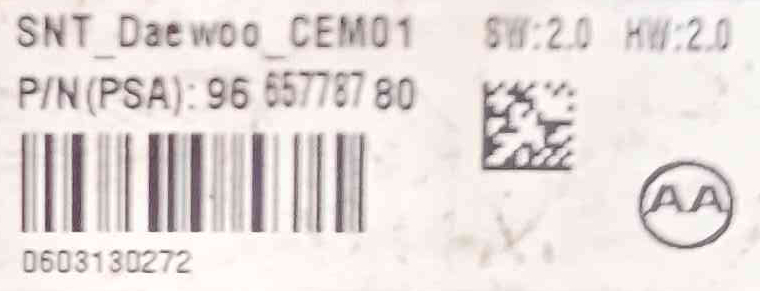 SNT_Daewoo_CEM01 SW:2.0 HW:2.0
P/N(PSA): 96 657787 80
0603130272
AA